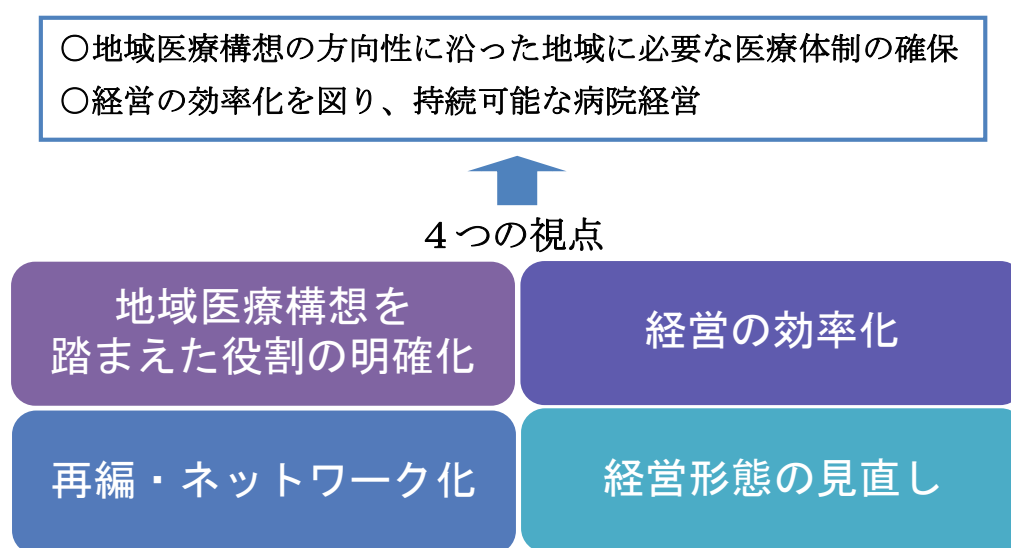 ○地域医療構想の方向性に沿った地域に必要な医療体制の確保
○経営の効率化を図り、持続可能な病院経営
４つの視点
地域医療構想を
踏まえた役割の明確化
経営の効率化
再編・ネットワーク化
経営形態の見直し